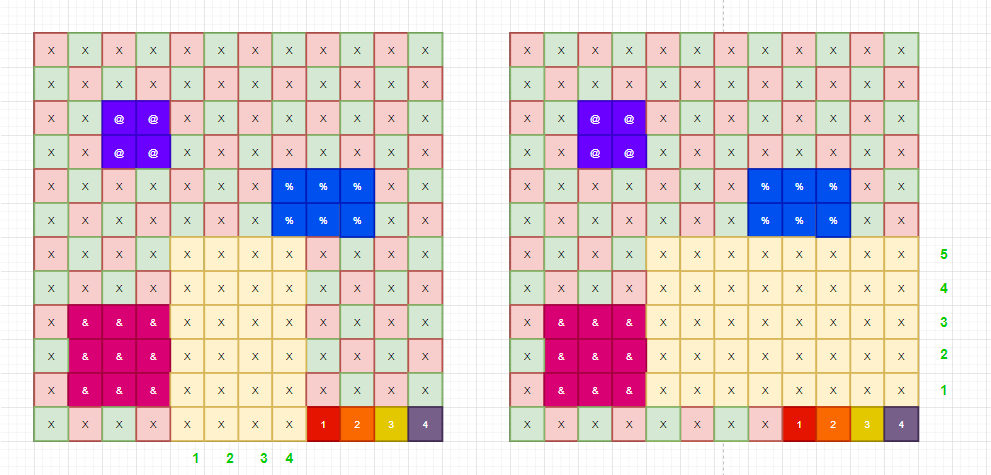 X X X X X X X X X X X X X X X X X X X X X X X X
X X X X X X X X X X X X X X X X X X X X X X X X
X X @ @ X X X X X X X X X X @ @ X X X X X X X X
X X @ @ X X X X X X X X X X @ @ X X X X X X X X
X X X X X X X % % % X X X X X X X X X % % % X X
X X X X X X X % % % X X X X X X X X X % % % X X
X X X X X X X X X X X X X X X X X X X X X X X X 5
X X X X X X X X X X X X X X X X X X X X X X X X 4
X & & & X X X X X X X X X & & & X X X X X X X X 3
X & & & X X X X X X X X X & & & X X X X X X X X 2
X & & & X X X X X X X X X & & & X X X X X X X X 1
X X X X X X X X 1 2 3 4 X X X X X X X X 1 2 3 4
1 2 3 4